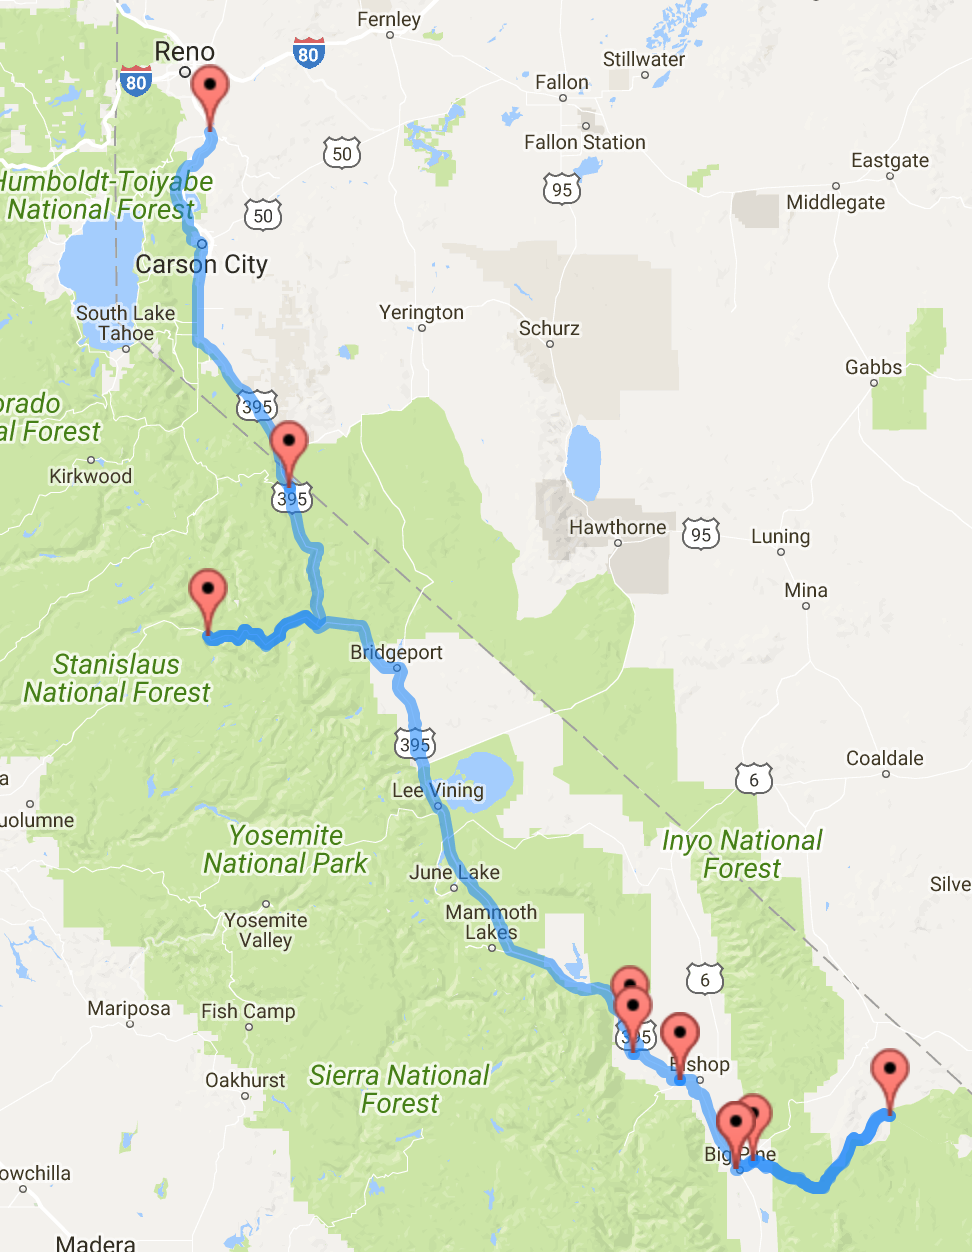 Fernley
Reno
80
Stillwater
80
Fallon
Fallon Station
50
Eastgate
Humboldt-Toiyabe
National Forest
95
Middlegate
50
Carson City
South Lake
Tahoe
Yerington
Schurz
Gabbs
395
orado
al Forest
Kirkwood
395
Hawthorne
95
Luning
Mina
Stanislaus
National Forest
Bridgeport
395
Coaldale
6
a
Lee Vining
uolumne
Yosemite
National Park
Inyo National
Forest
June Lake
Silve
Mammoth
Lakes
Yosemite
Valley
6
Mariposa
Fish Camp
395
Bishop
Oakhurst
Sierra National
Forest
Big Pine
owchilla
Madera